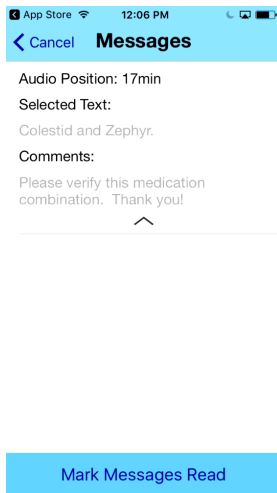 App Store 12:06 PM
Cancel Messages
Audio Position: 17min
Selected Text:
Colestid and Zephyr.
Comments:
Please verify this medication
combination.  Thank you!
Mark Messages Read